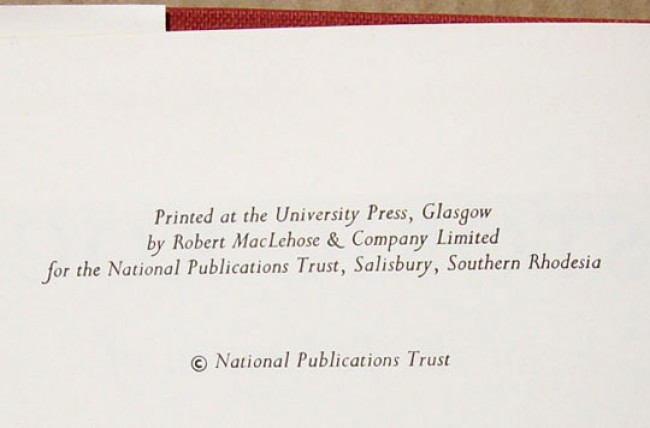 Printed at the University Press, Glasgow
by Robert MacLehose & Company Limited
for the National Publications Trust, Salisbury, Southern Rhodesia
© National Publications Trust